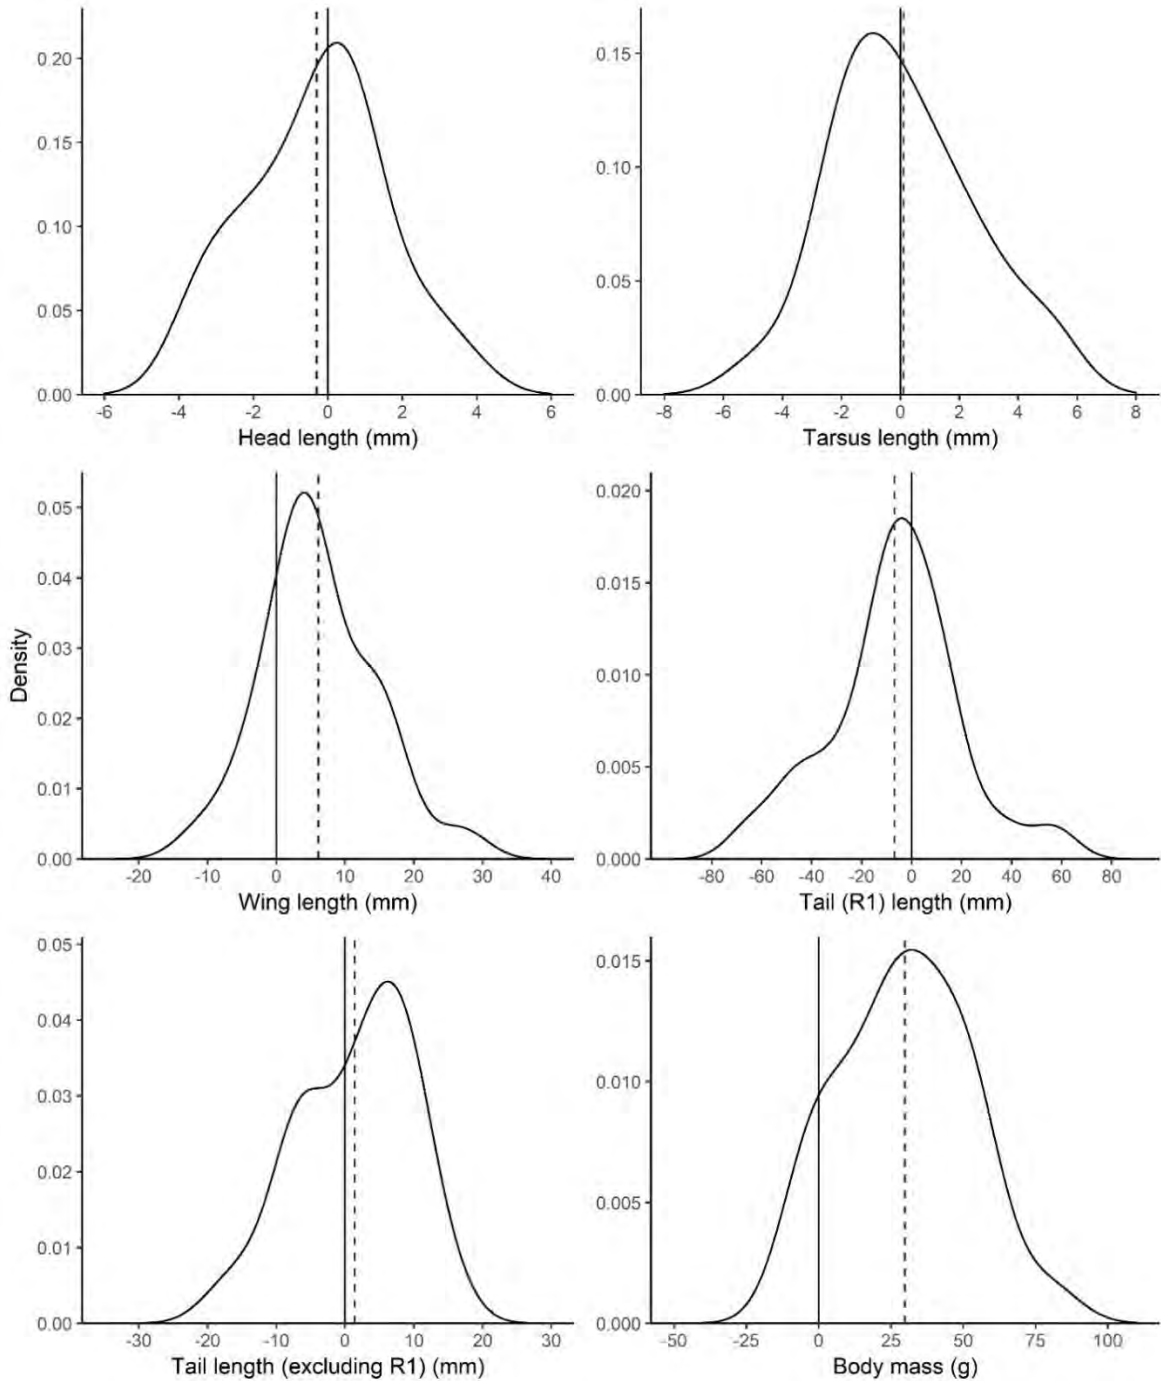 0.20
0.15
0.10
0.05
0.00
-6 -4 -2 0 2 4 6
Head length (mm)
0.15
0.10
0.05
0.00
-8 -6 -4 -2 0 2 4 6 8
Tarsus length (mm)
Density
0.05
0.04
0.03
0.02
0.01
0.00
-20 -10 0 10 20 30 40
Wing length (mm)
0.020
0.015
0.010
0.005
0.000
-80 -60 -40 -20 0 20 40 60 80
Tail (R1) length (mm)
0.05
0.04
0.03
0.02
0.01
0.00
-30 -20 -10 0 10 20 30
Tail length (excluding R1) (mm)
0.015
0.010
0.005
0.000
-50 -25 0 25 50 75 100
Body mass (g)